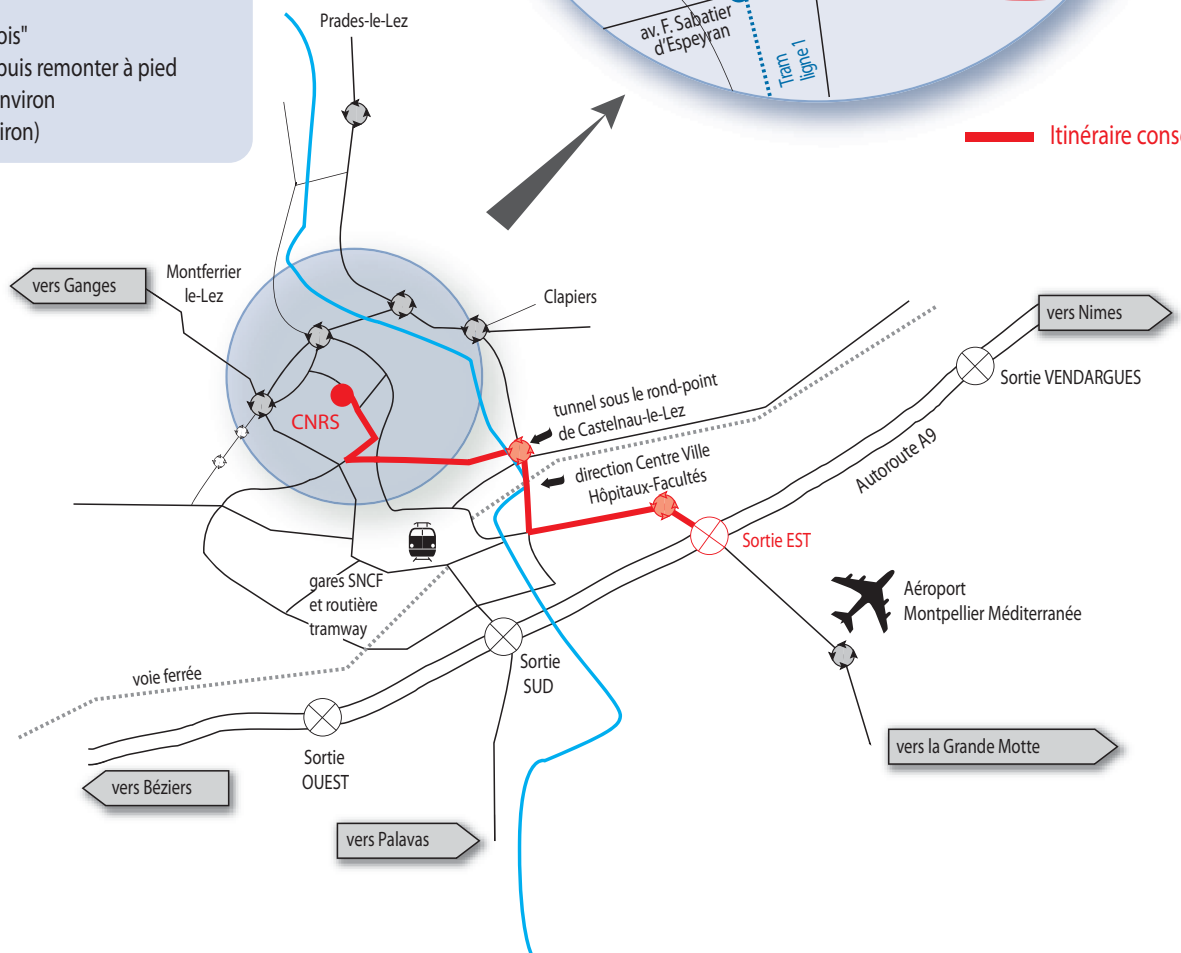 ois"
puis remonter à pied
nviron
iron)
Prades-le-Lez
av. F. Sabatier
d'Espeyran
Tram
ligne 1
Itinéraire cons
vers Ganges
Montferrier
le-Lez
Clapiers
vers Nimes
Sortie VENDARGUES
tunnel sous le rond-point
de Castelnau-le-Lez
CNRS
Autoroute A9
direction Centre Ville
Hôpitaux-Facultés
Sortie EST
gares SNCF
et routière
tramway
Aéroport
Montpellier Méditerranée
voie ferrée
Sortie
SUD
Sortie
OUEST
vers la Grande Motte
vers Béziers
vers Palavas